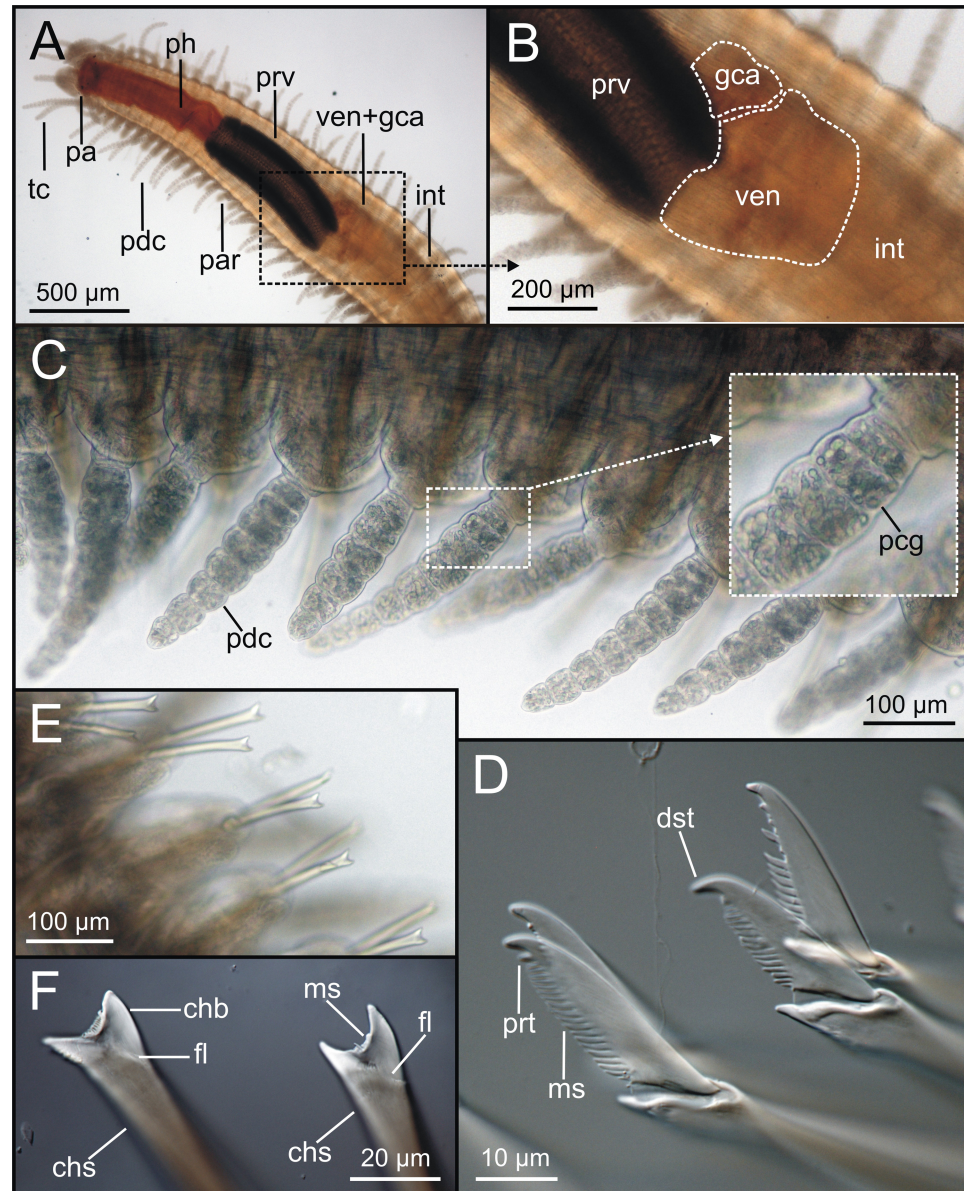 A
ph
prv
ven+gca
pa
tc
int
pdc
par
500 µm
B
prv
gca
ven
int
200 µm
C
pcg
pdc
100 µm
E
100 µm
D
dst
prt
ms
10 µm
F
chb
fl
chs
ms
fl
chs
20 µm